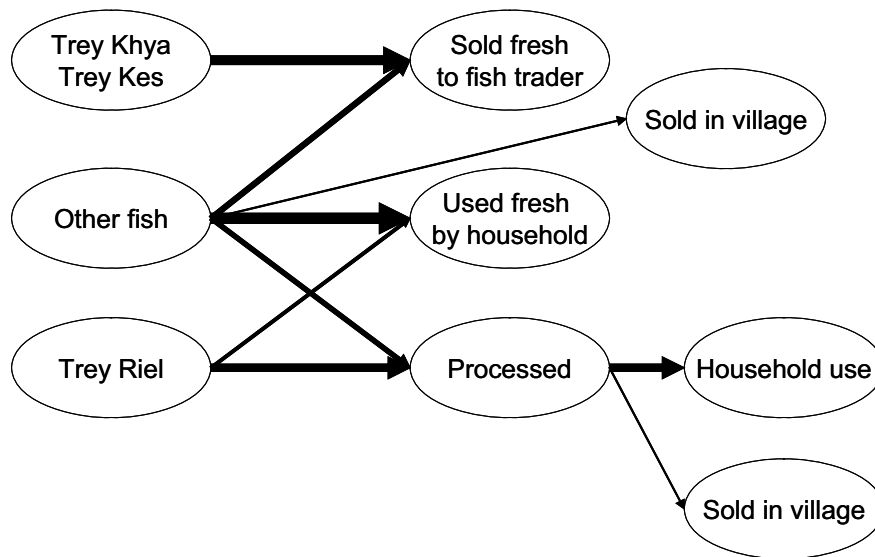 Trey Khya
Trey Kes
Sold fresh
to fish trader
Sold in village
Other fish
Used fresh
by household
Trey Riel
Processed
Household use
Sold in village